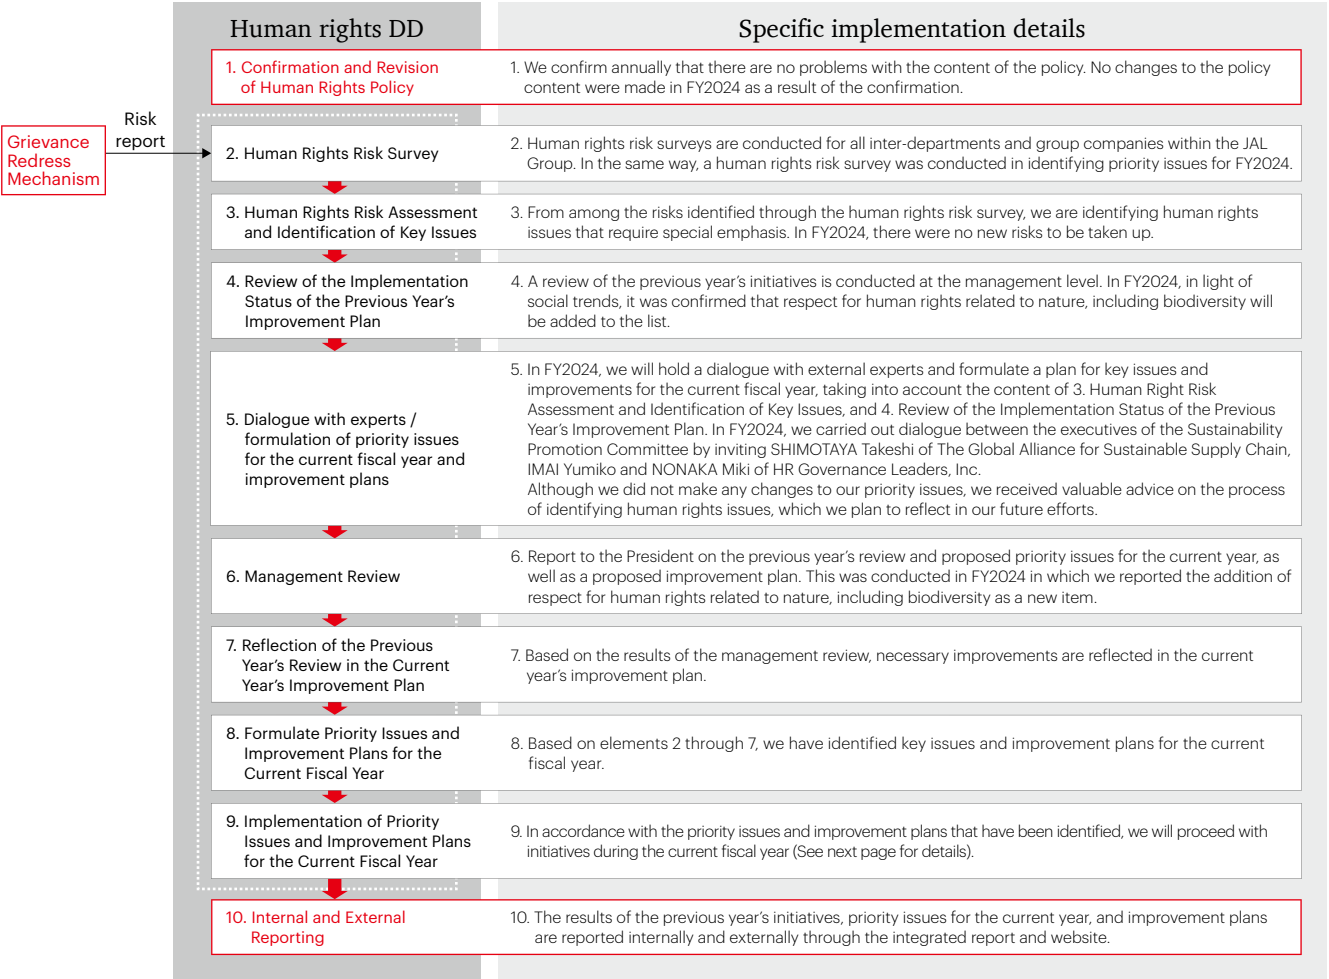 Human rights DD
Specific implementation details
1. Confirmation and Revision
of Human Rights Policy
1. We confirm annually that there are no problems with the content of the policy. No changes to the policy
content were made in FY2024 as a result of the confirmation.
Risk
report
Grievance
Redress
Mechanism
2. Human Rights Risk Survey
2. Human rights risk surveys are conducted for all inter-departments and group companies within the JAL
Group. In the same way, a human rights risk survey was conducted in identifying priority issues for FY2024.
3. Human Rights Risk Assessment
and Identification of Key Issues
3. From among the risks identified through the human rights risk survey, we are identifying human rights
issues that require special emphasis. In FY2024, there were no new risks to be taken up.
4. Review of the Implementation
Status of the Previous Year's
Improvement Plan
4. A review of the previous year's initiatives is conducted at the management level. In FY2024, in light of
social trends, it was confirmed that respect for human rights related to nature, including biodiversity will
be added to the list.
5. Dialogue with experts /
formulation of priority issues
for the current fiscal year and
improvement plans
5. In FY2024, we will hold a dialogue with external experts and formulate a plan for key issues and
improvements for the current fiscal year, taking into account the content of 3. Human Right Risk
Assessment and Identification of Key Issues, and 4. Review of the Implementation Status of the Previous
Year's Improvement Plan. In FY2024, we carried out dialogue between the executives of the Sustainability
Promotion Committee by inviting SHIMOTAYA Takeshi of The Global Alliance for Sustainable Supply Chain,
IMAI Yumiko and NONAKA Miki of HR Governance Leaders, Inc.
Although we did not make any changes to our priority issues, we received valuable advice on the process
of identifying human rights issues, which we plan to reflect in our future efforts.
6. Management Review
6. Report to the President on the previous year's review and proposed priority issues for the current year, as
well as a proposed improvement plan. This was conducted in FY2024 in which we reported the addition of
respect for human rights related to nature, including biodiversity as a new item.
7. Reflection of the Previous
Year's Review in the Current
Year's Improvement Plan
7. Based on the results of the management review, necessary improvements are reflected in the current
year's improvement plan.
8. Formulate Priority Issues and
Improvement Plans for the
Current Fiscal Year
8. Based on elements 2 through 7, we have identified key issues and improvement plans for the current
fiscal year.
9. Implementation of Priority
Issues and Improvement Plans
for the Current Fiscal Year
9. In accordance with the priority issues and improvement plans that have been identified, we will proceed with
initiatives during the current fiscal year (See next page for details).
10. Internal and External
Reporting
10. The results of the previous year's initiatives, priority issues for the current year, and improvement plans
are reported internally and externally through the integrated report and website.